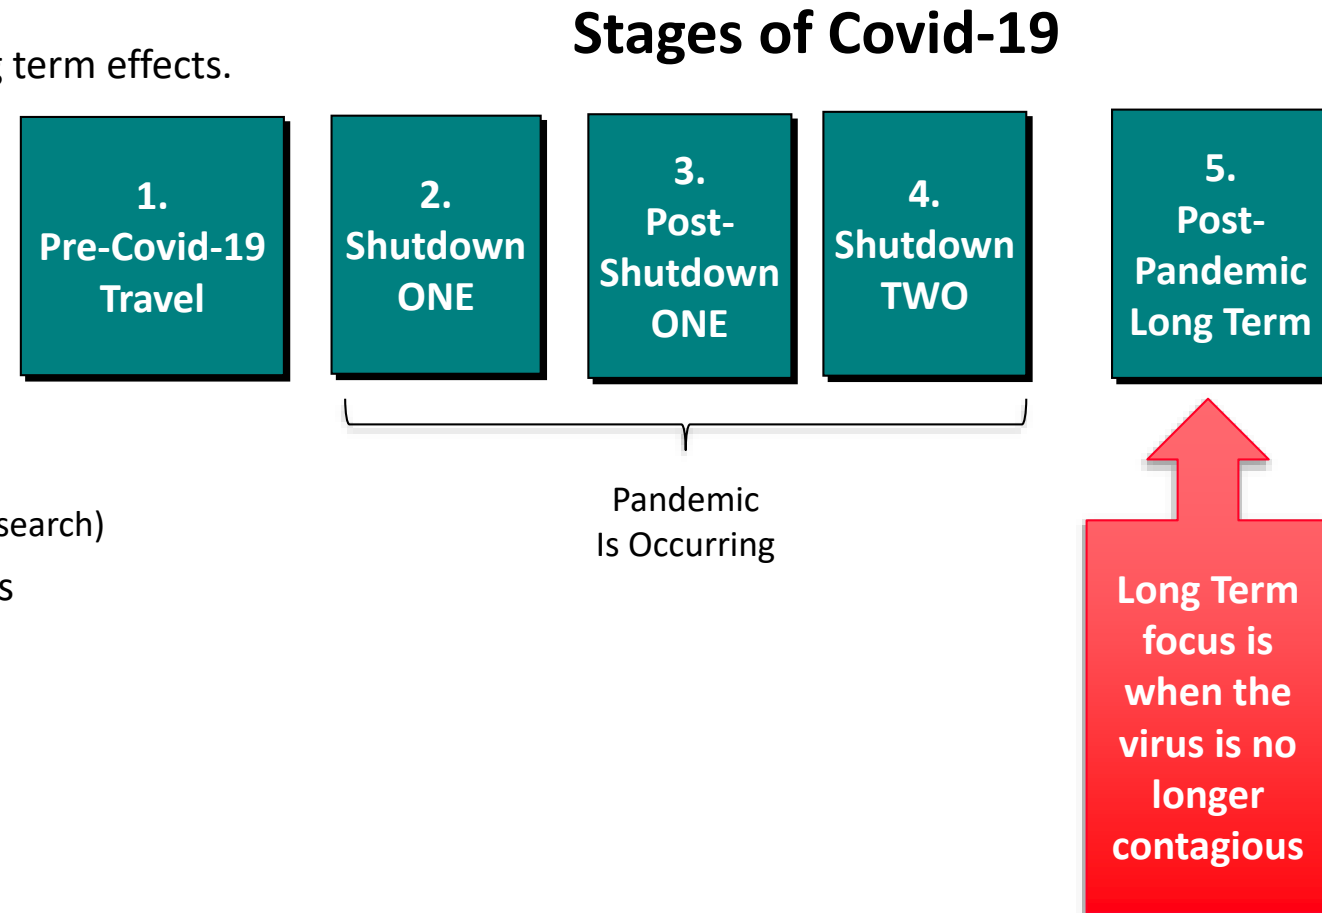 Stages of Covid-19
term effects.
1.
Pre-Covid-19
Travel
2.
Shutdown
ONE
3.
Post-
Shutdown
ONE
4.
Shutdown
TWO
5.
Post-
Pandemic
Long Term
Pandemic
Is Occurring
search)
s
Long Term
focus is
when the
virus is no
longer
contagious